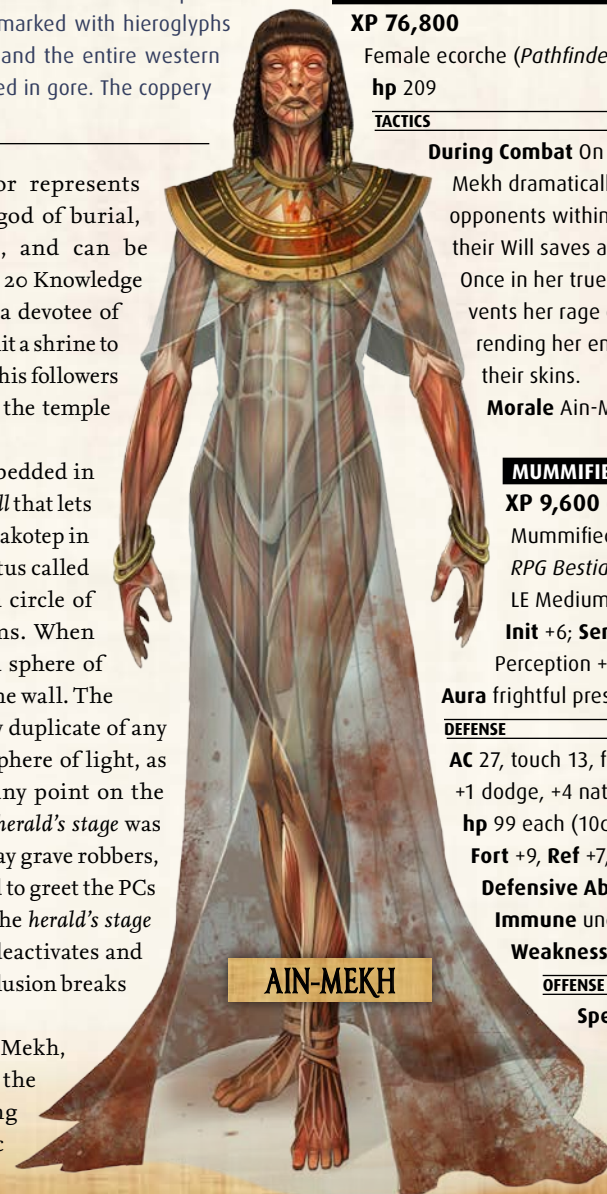 marked with hieroglyphs
and the entire western
ed in gore. The coppery
or represents
god of burial,
, and can be
20 Knowledge
a devotee of
it a shrine to
his followers
the temple
bedded in
ll that lets
akotep in
tus called
circle of
ns. When
sphere of
he wall. The
y duplicate of any
phere of light, as
any point on the
herald's stage was
ay grave robbers,
d to greet the PCs
he herald's stage
deactivates and
lusion breaks
Mekh,
the
ng
c
AIN-MEKH
XP 76,800
Female ecorche (Pathfinde
hp 209
TACTICS
During Combat On
Mekh dramatically
opponents within
their Will saves a
Once in her true
vents her rage
rending her en
their skins.
Morale Ain-M
MUMMIFIE
XP 9,600
Mummified
RPG Bestia
LE Medium
Init +6; Sen
Perception +
Aura frightful pres
DEFENSE
AC 27, touch 13, f
+1 dodge, +4 nat
hp 99 each (10d
Fort +9, Ref +7,
Defensive Ab
Immune un
Weakness
OFFENSE
Spe